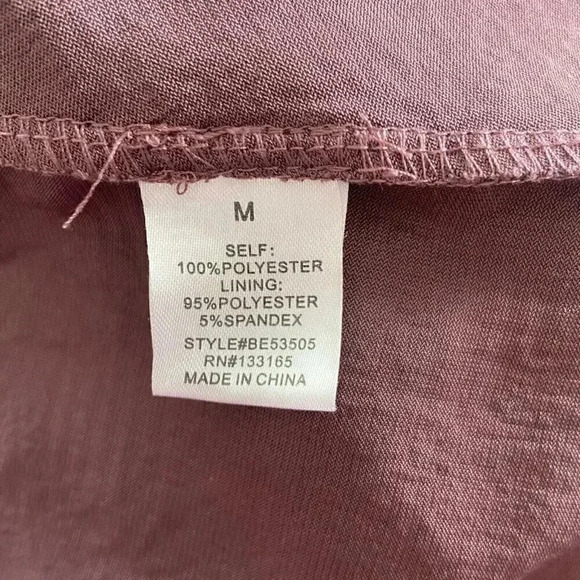 M
SELF:
100%POLYESTER
LINING:
95%POLYESTER
5%SPANDEX
STYLE#BE53505
RN#133165
MADE IN CHINA